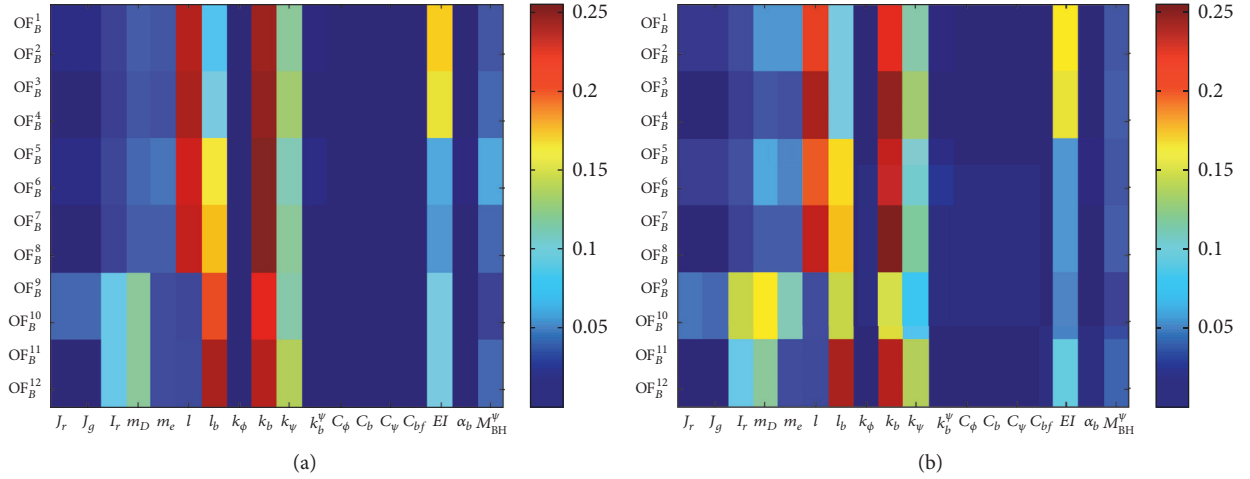 OF_B^1
OF_B^2
OF_B^3
OF_B^4
OF_B^5
OF_B^6
OF_B^7
OF_B^8
OF_B^9
OF_B^10
OF_B^11
OF_B^12
J_r J_g I_r m_D m_e l l_b k_ϕ k_b k_ψ k_b^ψ C_ϕ C_b C_ψ C_bf EI α_b M_BH^ψ
0.25
0.2
0.15
0.1
0.05
(a)
OF_B^1
OF_B^2
OF_B^3
OF_B^4
OF_B^5
OF_B^6
OF_B^7
OF_B^8
OF_B^9
OF_B^10
OF_B^11
OF_B^12
J_r J_g I_r m_D m_e l l_b k_ϕ k_b k_ψ k_b^ψ C_ϕ C_b C_ψ C_bf EI α_b M_BH^ψ
0.25
0.2
0.15
0.1
0.05
(b)